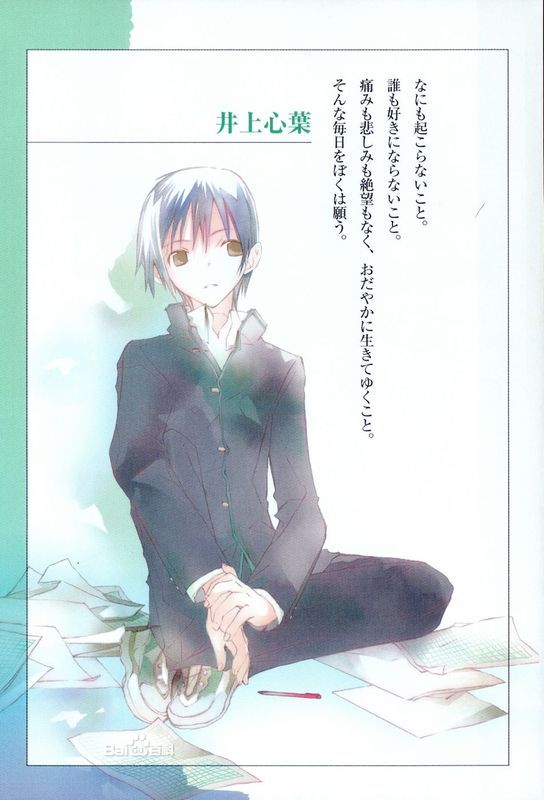 なにも起こらないこと。
誰も好きにならないこと。
痛みも悲しみも絶望もなく、おだやかに生きてゆくこと。
そんな毎日をぼくは願う。
井上心葉
Bai百科